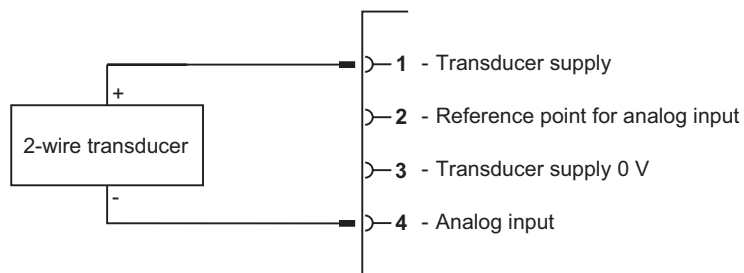 1 - Transducer supply
+
2 - Reference point for analog input
2-wire transducer
3 - Transducer supply 0 V
-
4 - Analog input